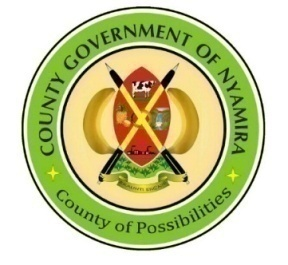 COUNTY GOVERNMENT OF NYAMIRA
County of Possibilities